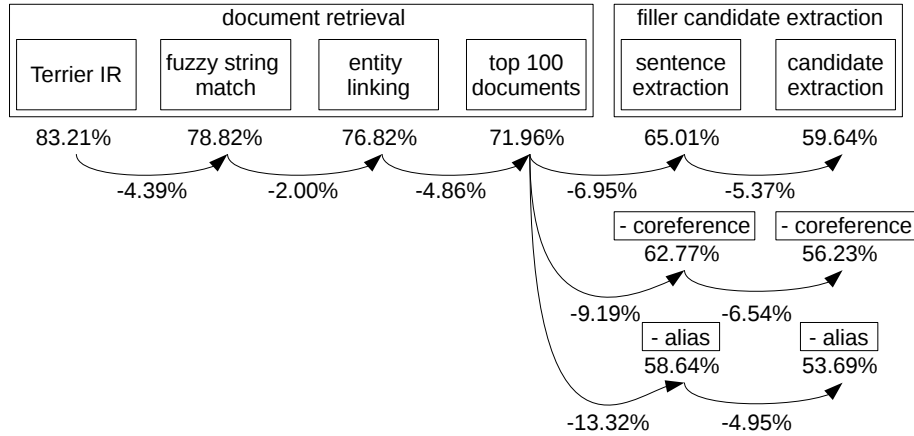 document retrieval
filler candidate extraction
Terrier IR
fuzzy string
match
entity
linking
top 100
documents
sentence
extraction
candidate
extraction
83.21%
78.82%
76.82%
71.96%
65.01%
59.64%
-4.39%
-2.00%
-4.86%
-6.95%
-5.37%
- coreference
- coreference
62.77%
56.23%
-9.19%
-6.54%
- alias
- alias
58.64%
53.69%
-13.32%
-4.95%